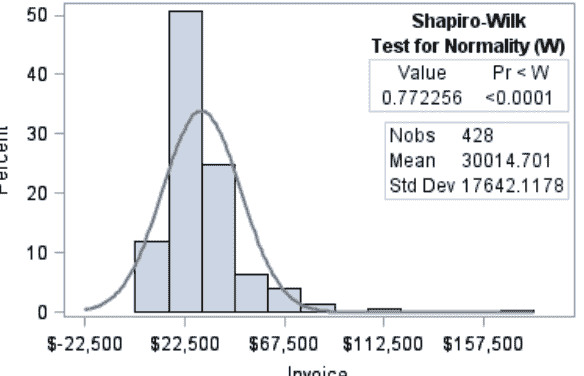 Shapiro-Wilk
Test for Normality (W)
Value Pr < W
0.772256 <0.0001
Nobs 428
Mean 30014.701
Std Dev 17642.1178
Percent
50
40
30
20
10
0
$-22,500 $22,500 $67,500 $112,500 $157,500
Invoice